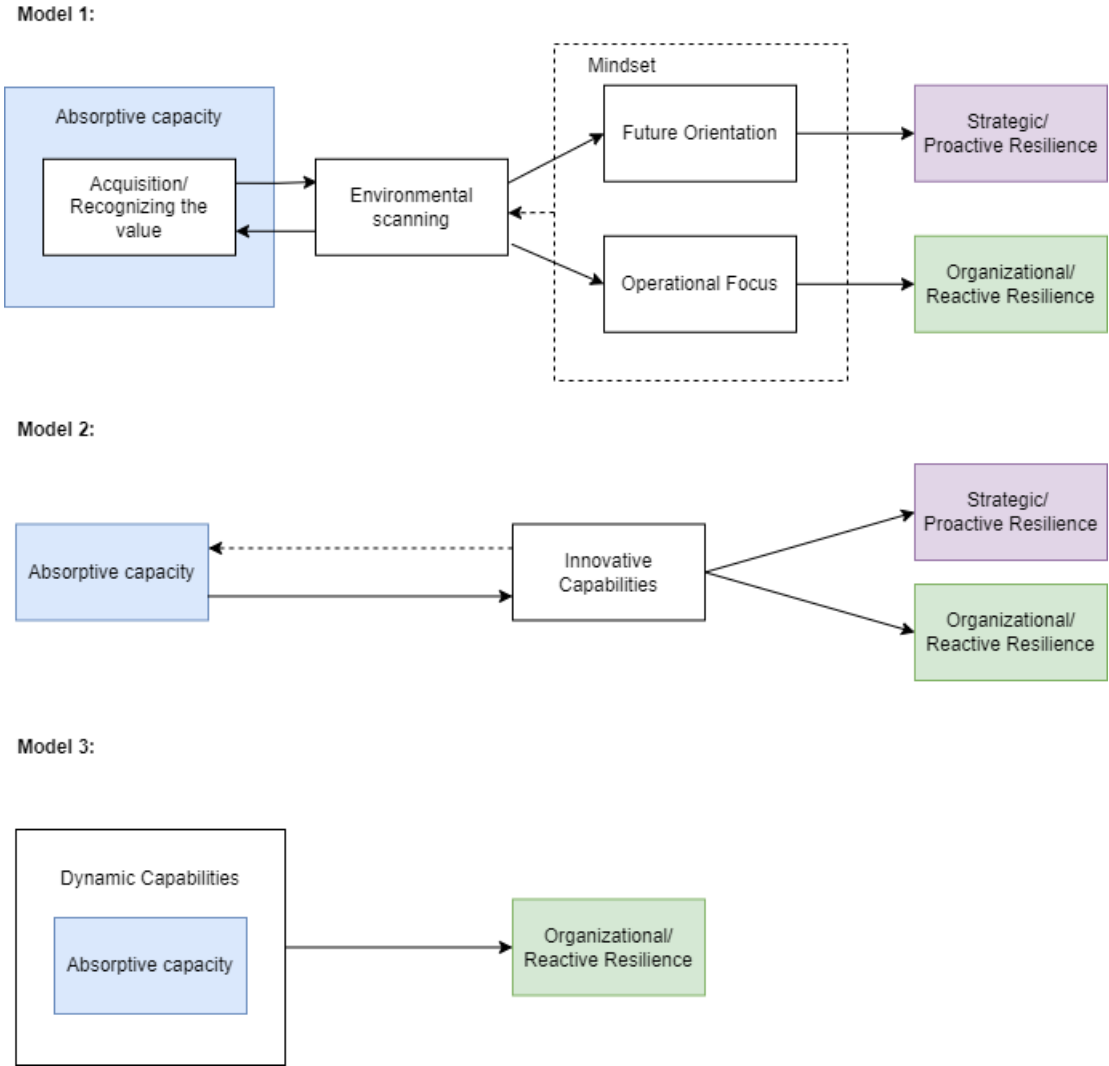 Model 1:
Mindset
Absorptive capacity
Future Orientation
Strategic/
Proactive Resilience
Acquisition/
Recognizing the
value
Environmental
scanning
Operational Focus
Organizational/
Reactive Resilience
Model 2:
Absorptive capacity
Innovative
Capabilities
Strategic/
Proactive Resilience
Organizational/
Reactive Resilience
Model 3:
Dynamic Capabilities
Absorptive capacity
Organizational/
Reactive Resilience